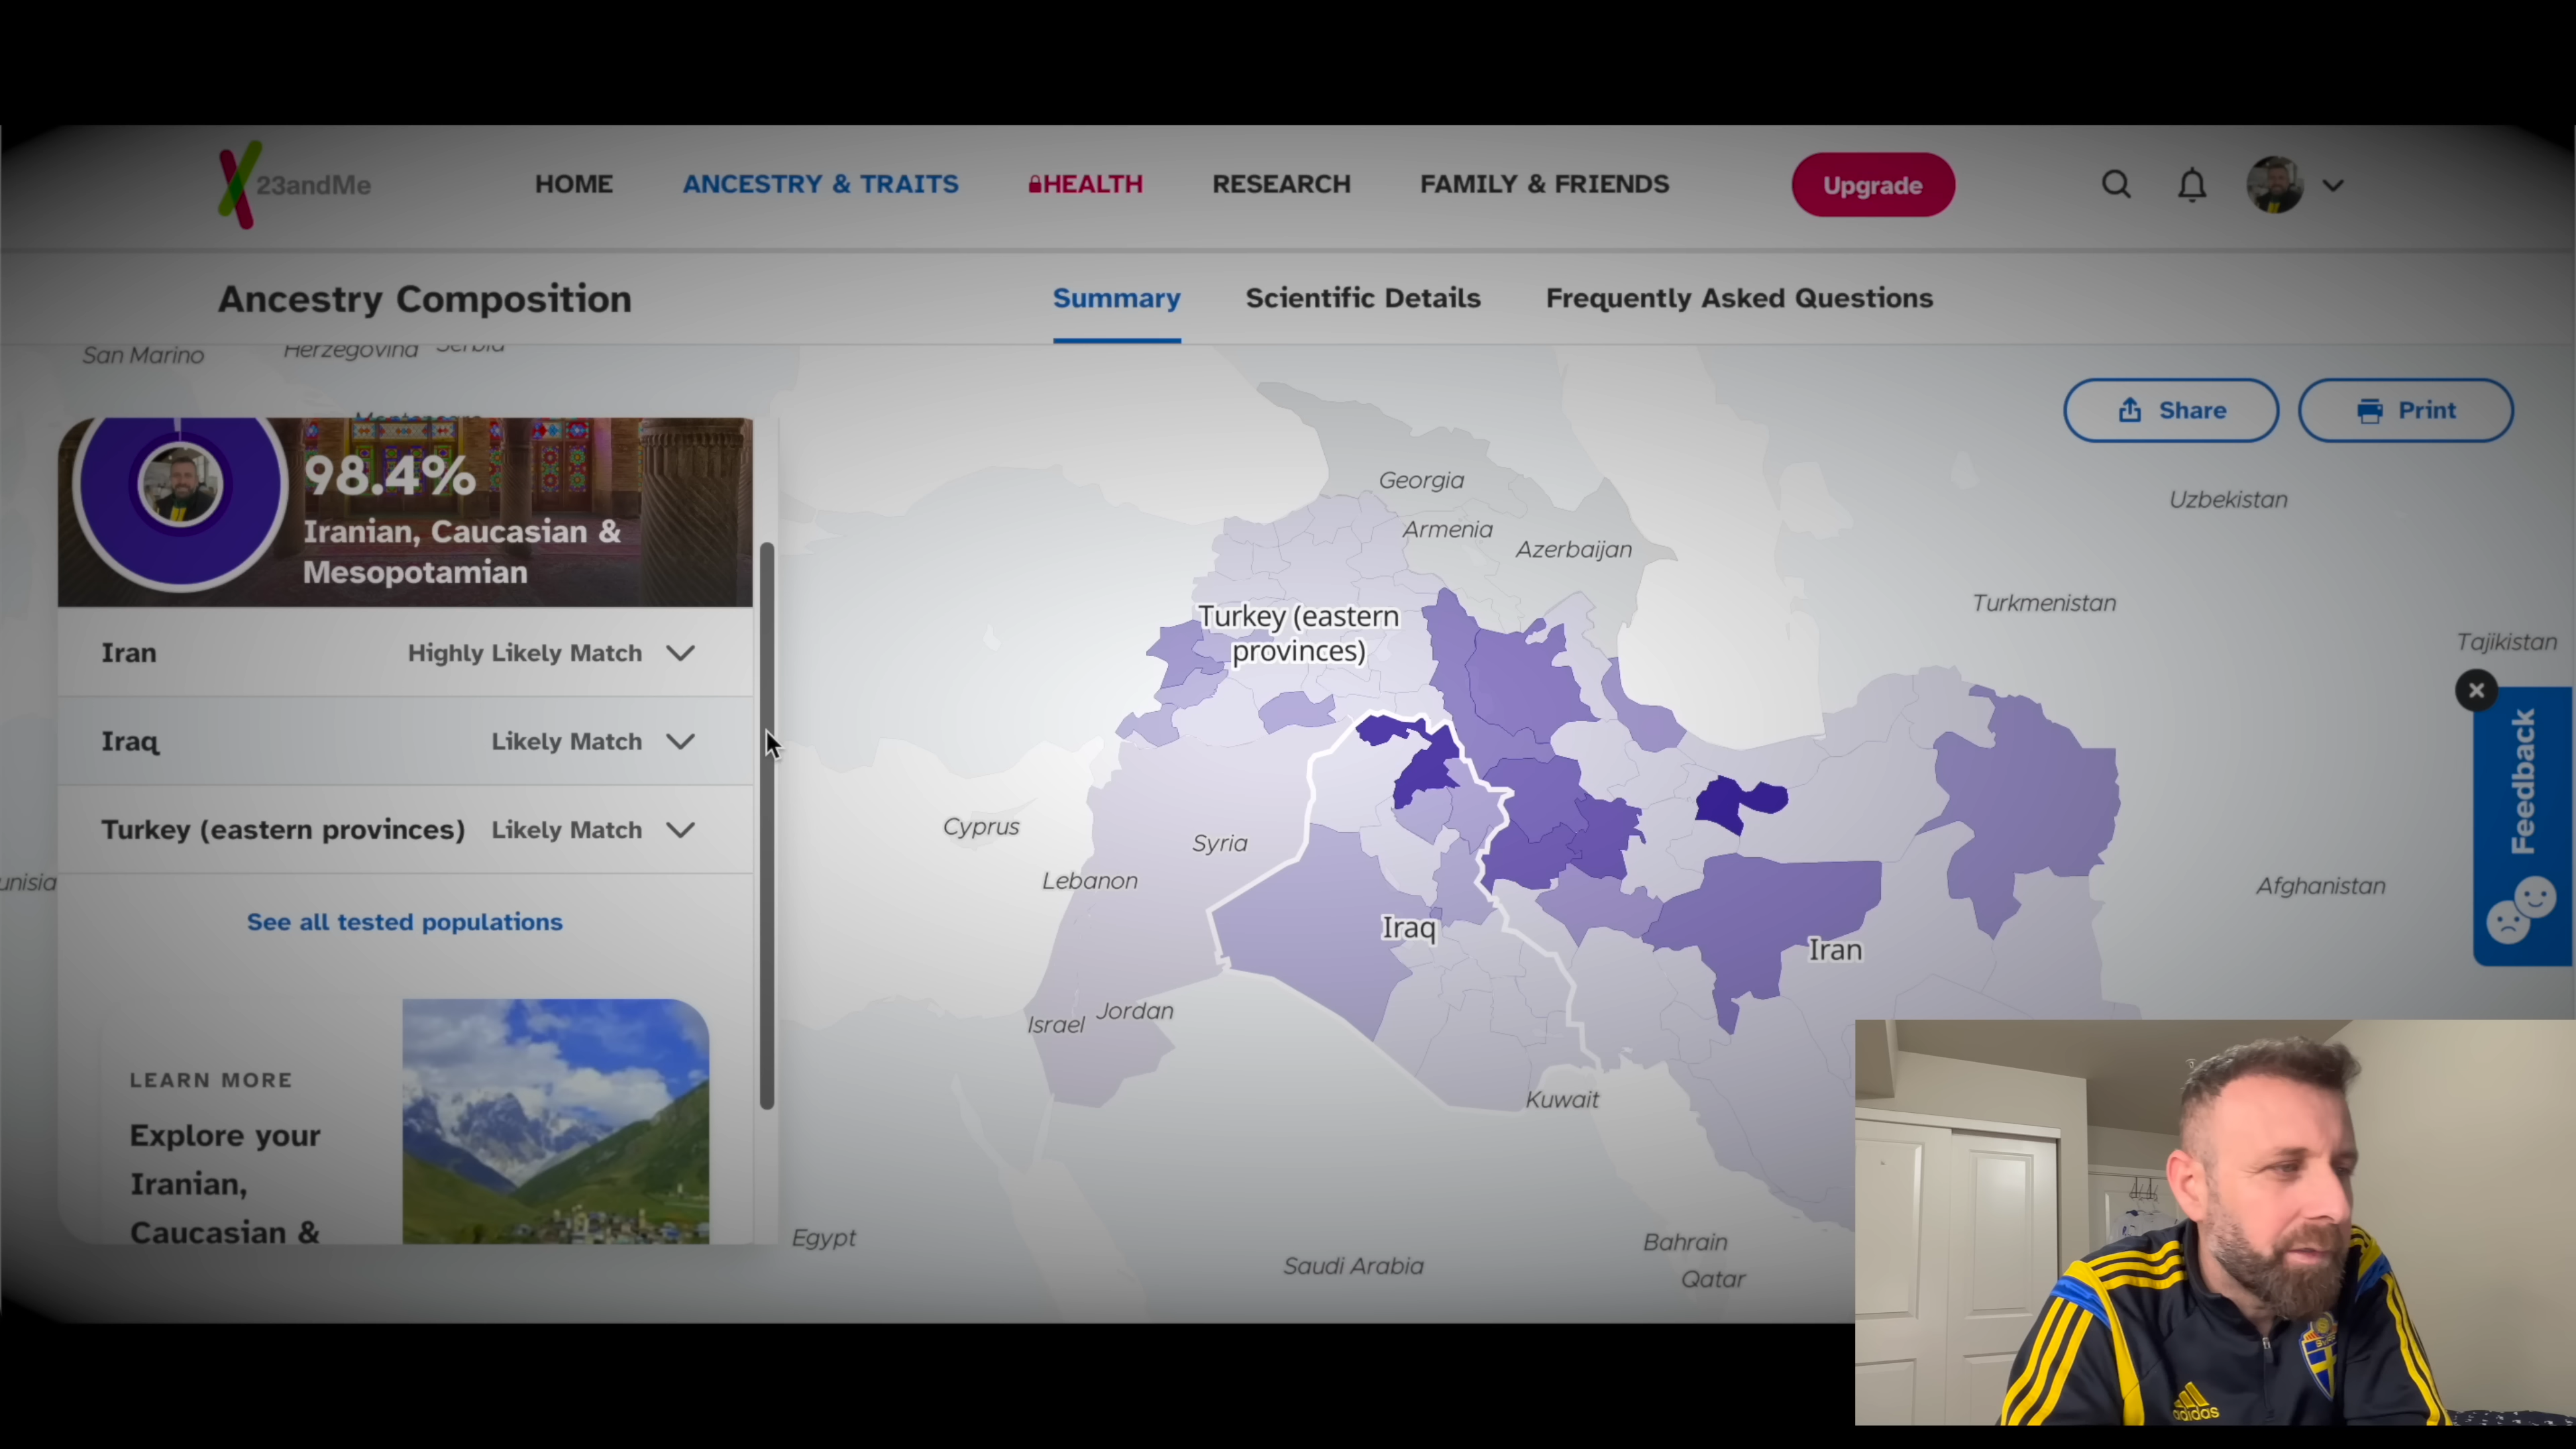 23andMe
HOME
ANCESTRY & TRAITS
HEALTH
RESEARCH
FAMILY & FRIENDS
Upgrade
Ancestry Composition
Summary
Scientific Details
Frequently Asked Questions
San Marino
Herzegovina
Serbia
Share
Print
98.4%
Iranian, Caucasian &
Mesopotamian
Iran
Highly Likely Match
Iraq
Likely Match
Turkey (eastern provinces)
Likely Match
See all tested populations
LEARN MORE
Explore your
Iranian,
Caucasian &
Georgia
Armenia
Azerbaijan
Uzbekistan
Turkmenistan
Tajikistan
Turkey (eastern
provinces)
Cyprus
Syria
Lebanon
Iraq
Iran
Afghanistan
Israel
Jordan
Kuwait
Egypt
Saudi Arabia
Bahrain
Qatar
unisia
Feedback
adidas